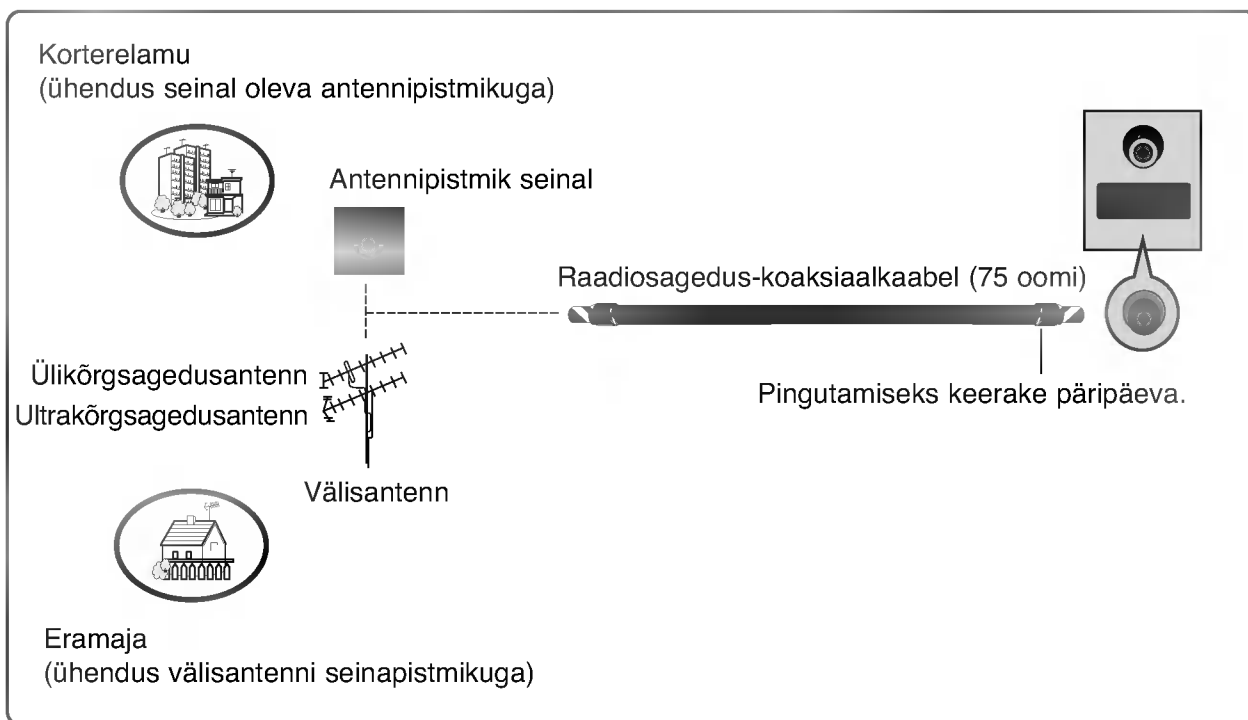 Korterelamu
(ühendus seinal oleva antennipistmikuga)
Antennipistmik seinal
Raadiosagedus-koaksiaalkaabel (75 oomi)
Ülikõrgsagedusantenn
Ultrakõrgsagedusantenn
Pingutamiseks keerake päripäeva.
Välisantenn
Eramaja
(ühendus välisantenni seinapistmikuga)